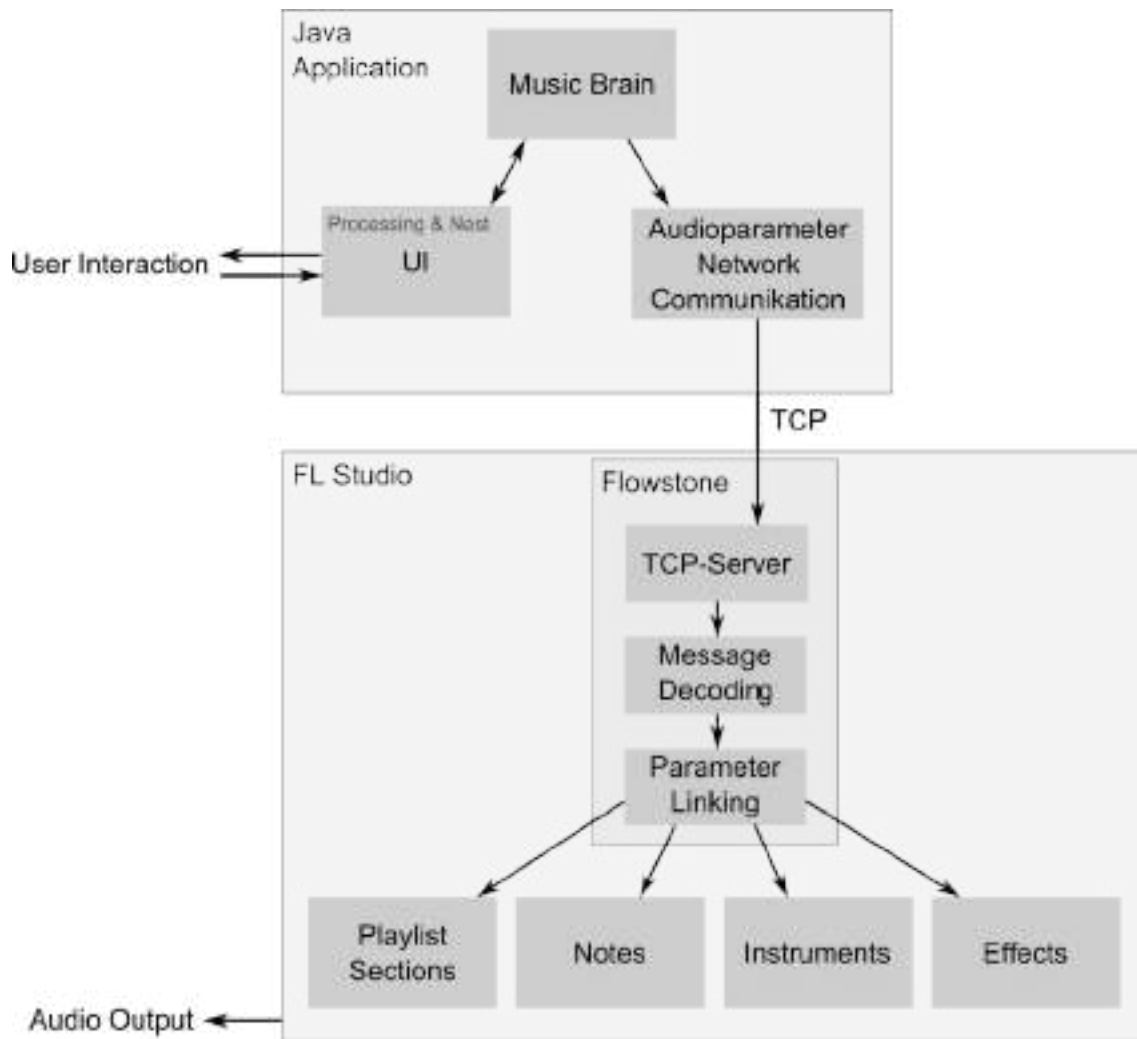 Java
Application
Music Brain
Processing & Nest
UI
User Interaction
Audioparameter
Network
Communikation
TCP
FL Studio
Flowstone
TCP-Server
Message
Decoding
Parameter
Linking
Playlist
Sections
Notes
Instruments
Effects
Audio Output